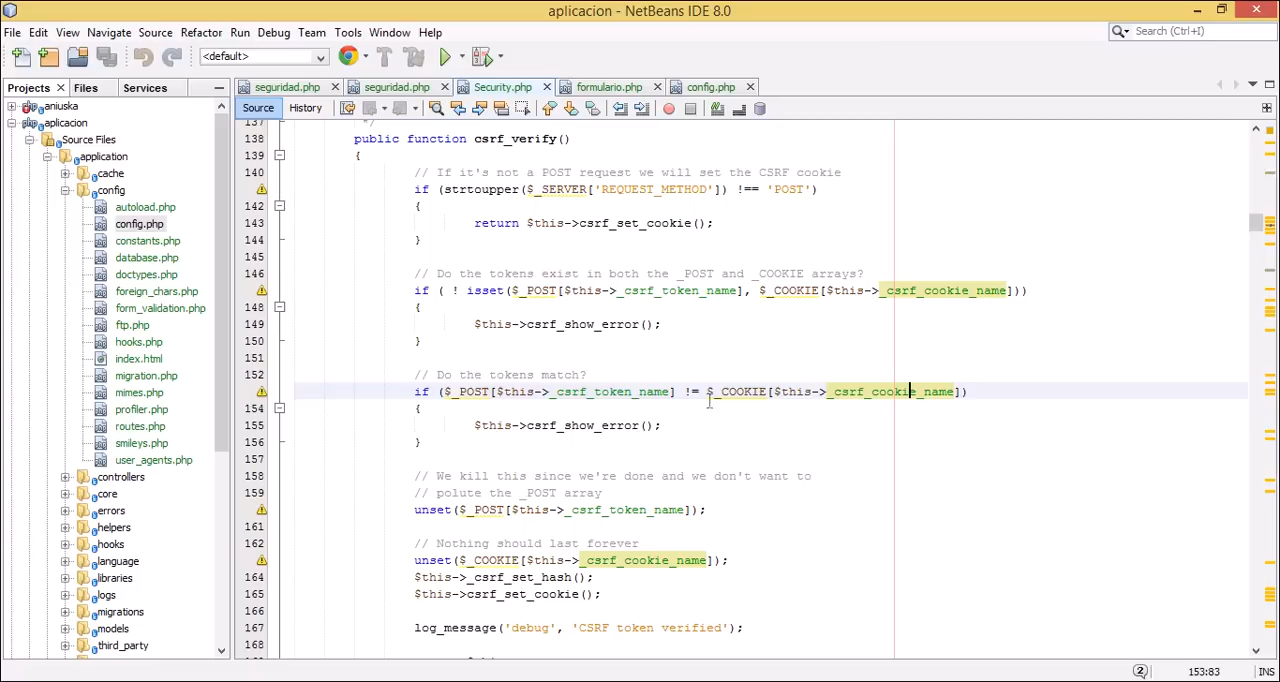 aplicacion - NetBeans IDE 8.0
File Edit View Navigate Source Refactor Run Debug Team Profile Tools Window Help
Search (Ctrl+I)
<default>
Projects Files Services
seguridad.php seguridad.php Security.php formulario.php config.php
Source History
aniuska
aplicacion
Source Files
application
cache
config
autoload.php
config.php
constants.php
database.php
doctypes.php
foreign_chars.php
form_validation.php
ftp.php
hooks.php
index.html
migration.php
mimes.php
profiler.php
routes.php
smileys.php
user_agents.php
controllers
core
errors
helpers
hooks
language
libraries
logs
migrations
models
third_party
137 */
138 public function csrf_verify()
139 {
140 // If it's not a POST request we will set the CSRF cookie
if (strtoupper($_SERVER['REQUEST_METHOD']) !== 'POST')
142 {
143 return $this->csrf_set_cookie();
144 }
145
146 // Do the tokens exist in both the _POST and _COOKIE arrays?
if ( ! isset($_POST[$this->_csrf_token_name], $_COOKIE[$this->_csrf_cookie_name]))
148 {
149 $this->csrf_show_error();
150 }
151
152 // Do the tokens match?
if ($_POST[$this->_csrf_token_name] != $_COOKIE[$this->_csrf_cookie_name])
154 {
155 $this->csrf_show_error();
156 }
157
158 // We kill this since we're done and we don't want to
159 // polute the _POST array
unset($_POST[$this->_csrf_token_name]);
161
162 // Nothing should last forever
unset($_COOKIE[$this->_csrf_cookie_name]);
164 $this->_csrf_set_hash();
165 $this->csrf_set_cookie();
166
167 log_message('debug', 'CSRF token verified');
168
2 153:83 INS